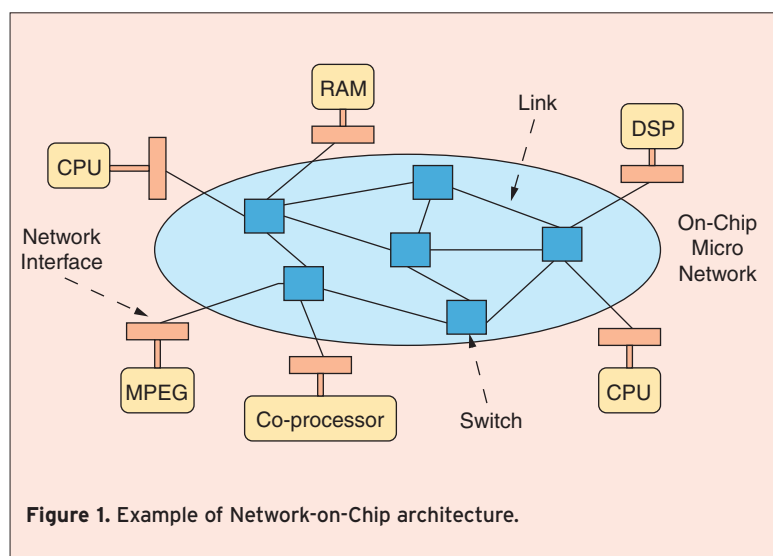 RAM
Link
DSP
CPU
Network
Interface
On-Chip
Micro
Network
MPEG
Co-processor
Switch
CPU
Figure 1. Example of Network-on-Chip architecture.